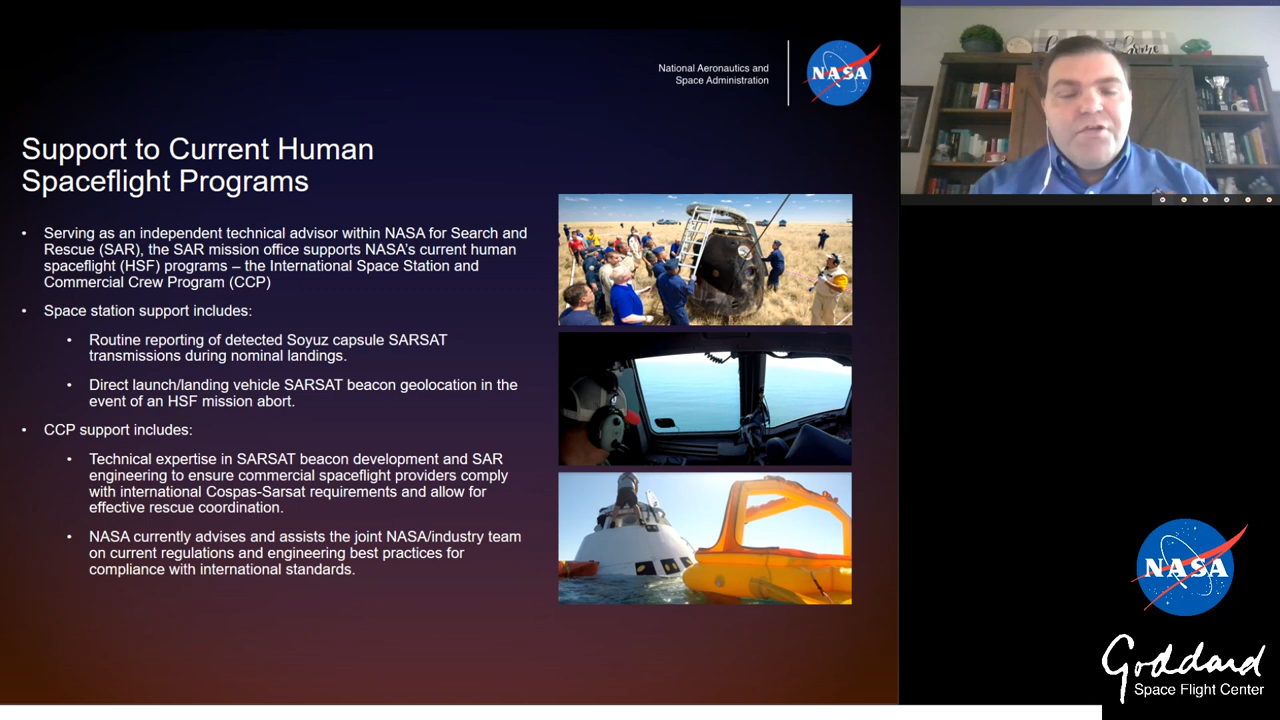 National Aeronautics and
Space Administration
NASA
Support to Current Human
Spaceflight Programs
• Serving as an independent technical advisor within NASA for Search and
Rescue (SAR), the SAR mission office supports NASA's current human
spaceflight (HSF) programs – the International Space Station and
Commercial Crew Program (CCP)
• Space station support includes:
• Routine reporting of detected Soyuz capsule SARSAT
transmissions during nominal landings.
• Direct launch/landing vehicle SARSAT beacon geolocation in the
event of an HSF mission abort.
• CCP support includes:
• Technical expertise in SARSAT beacon development and SAR
engineering to ensure commercial spaceflight providers comply
with international Cospas-Sarsat requirements and allow for
effective rescue coordination.
• NASA currently advises and assists the joint NASA/industry team
on current regulations and engineering best practices for
compliance with international standards.
NASA
Goddard
Space Flight Center